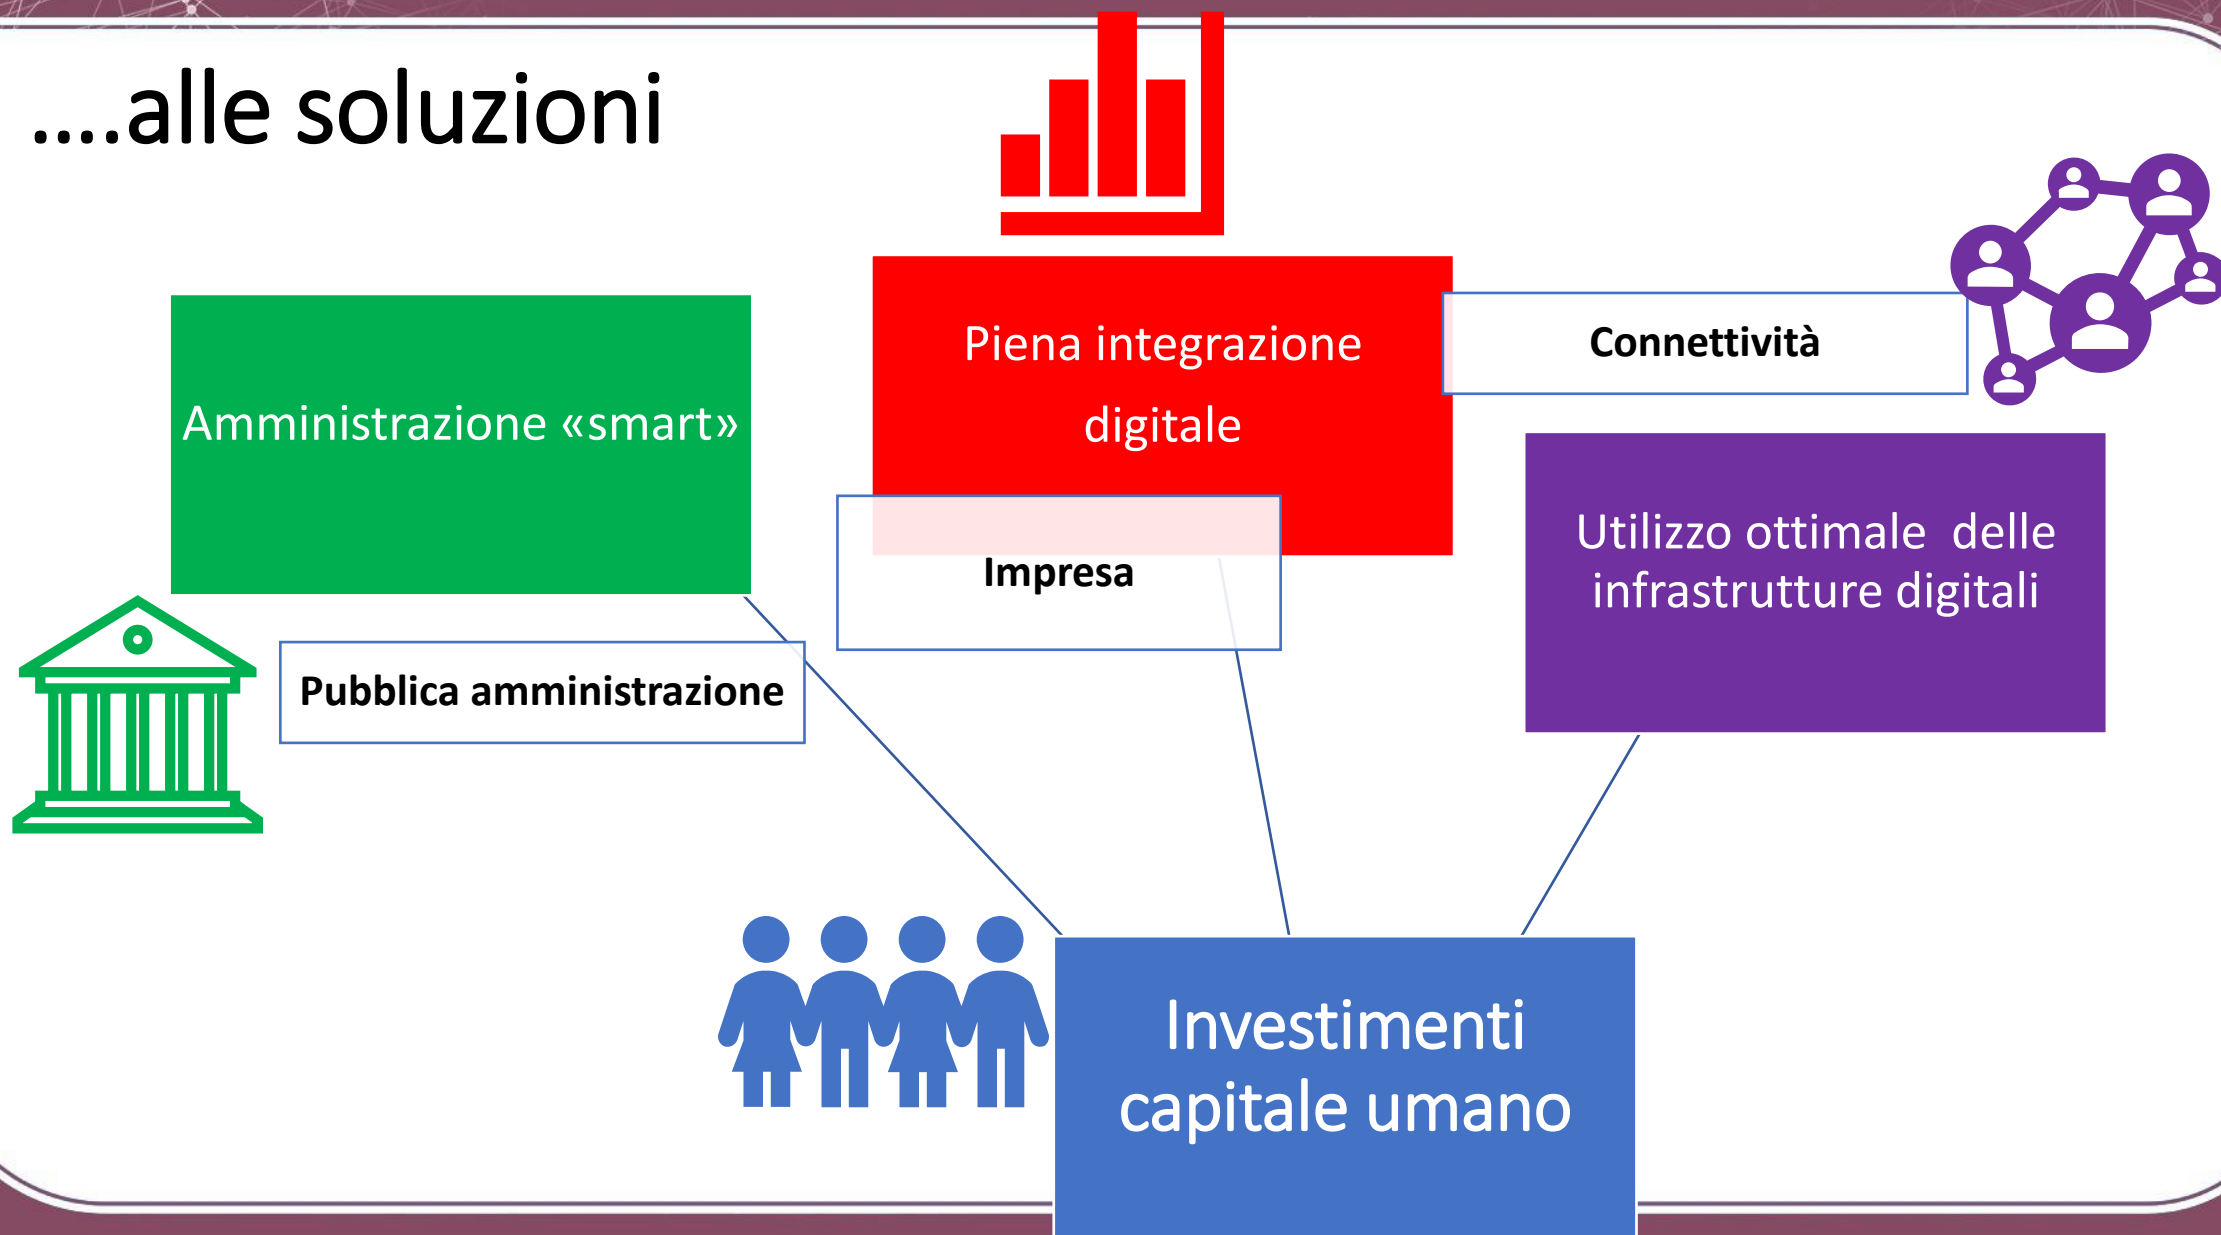 ....alle soluzioni
Amministrazione «smart»
Pubblica amministrazione
Piena integrazione
digitale
Impresa
Connettività
Utilizzo ottimale  delle
infrastrutture digitali
Investimenti
capitale umano